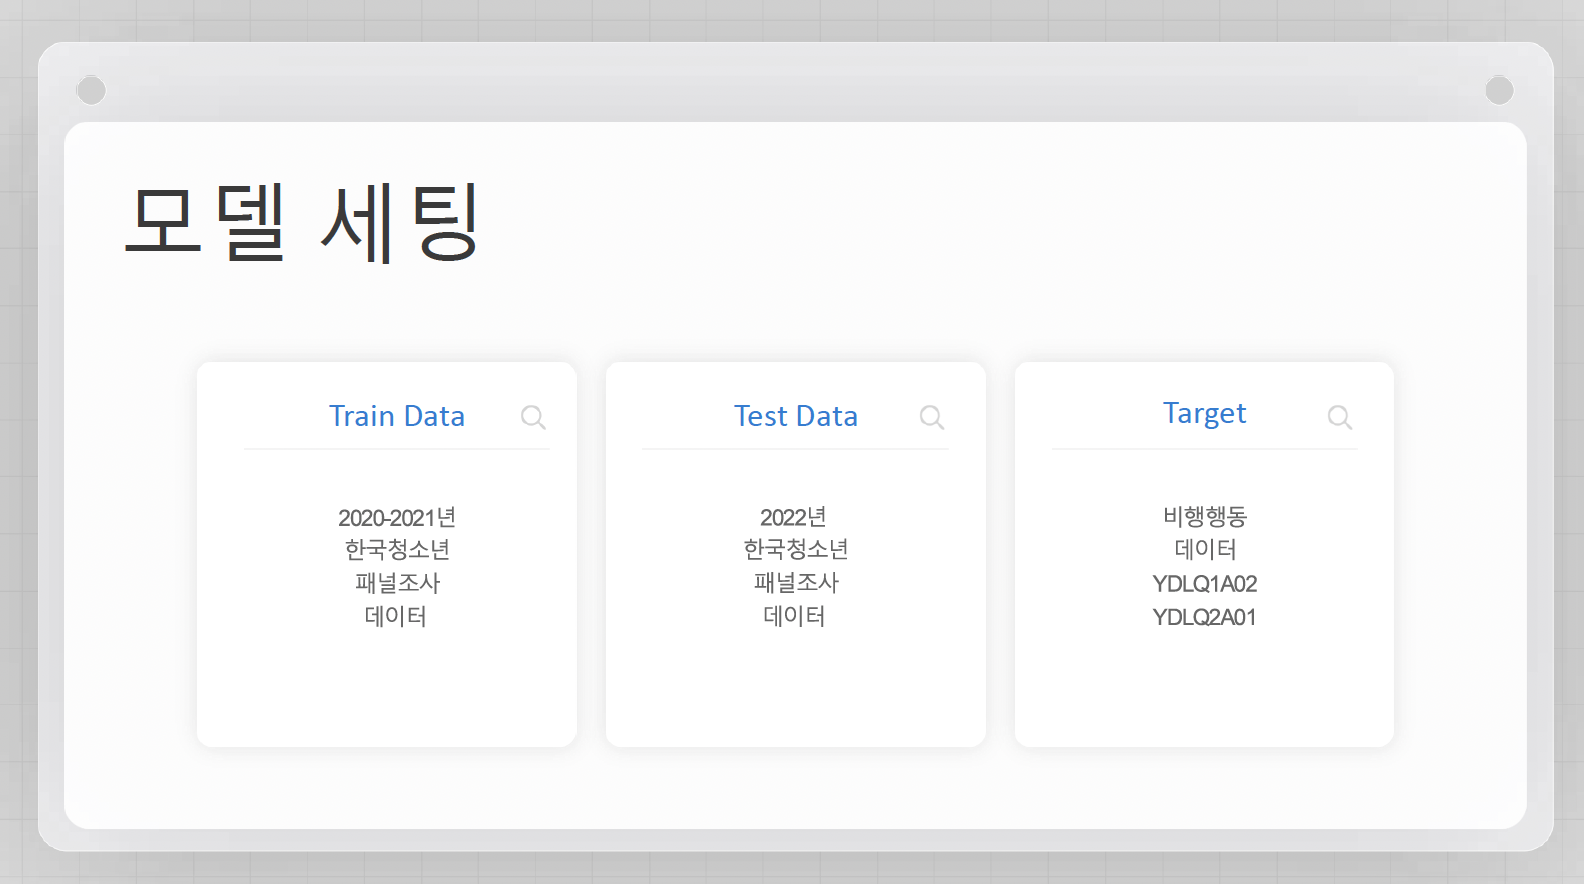 모델 세팅
Train Data
2020-2021년
한국청소년
패널조사
데이터
Test Data
2022년
한국청소년
패널조사
데이터
Target
비행행동
데이터
YDLQ1A02
YDLQ2A01